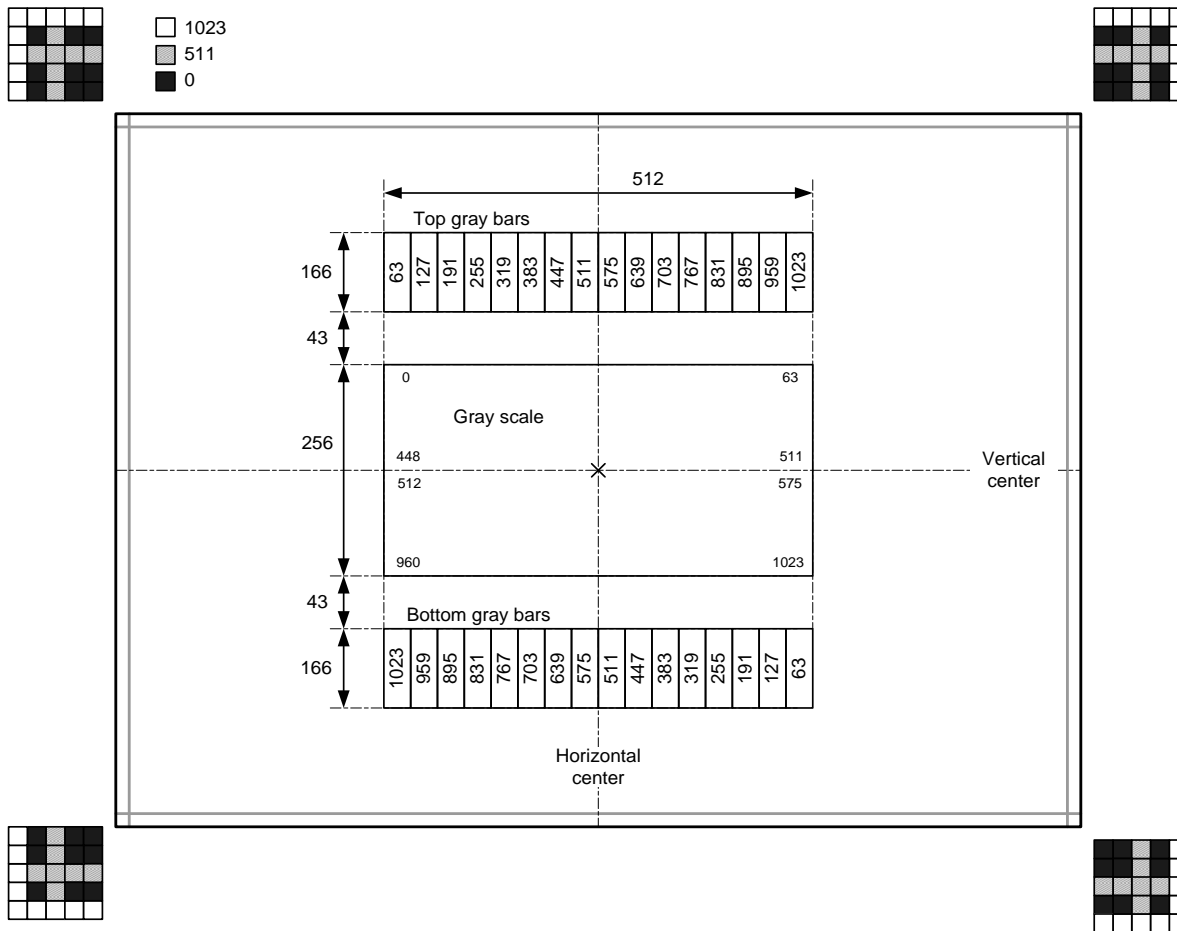 1023
511
0
512
Top gray bars
166
63 127 191 255 319 383 447 511 575 639 703 767 831 895 959 1023
43
0 63
Gray scale
256
448 511
Vertical
center
512 575
960 1023
43
Bottom gray bars
166
1023 959 895 831 767 703 639 575 511 447 383 319 255 191 127 63
Horizontal
center